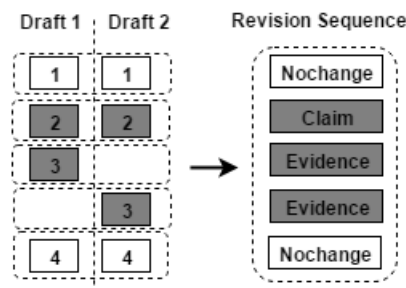 Draft 1 Draft 2 Revision Sequence
1 1 Nochange
2 2 Claim
3 Evidence
3 Evidence
4 4 Nochange